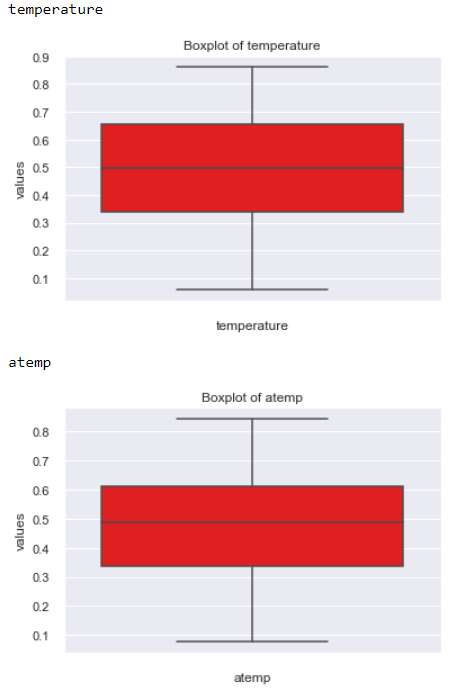 temperature
Boxplot of temperature
0.9
0.8
0.7
0.6
0.5
0.4
0.3
0.2
0.1
values
temperature
atemp
Boxplot of atemp
0.8
0.7
0.6
0.5
0.4
0.3
0.2
0.1
values
atemp